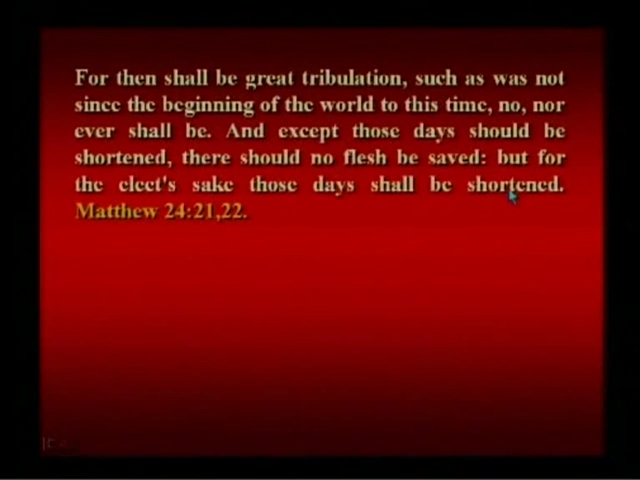 For then shall be great tribulation, such as was not
since the beginning of the world to this time, no, nor
ever shall be. And except those days should be
shortened, there should no flesh be saved: but for
the elect's sake those days shall be shortened.
Matthew 24:21,22.